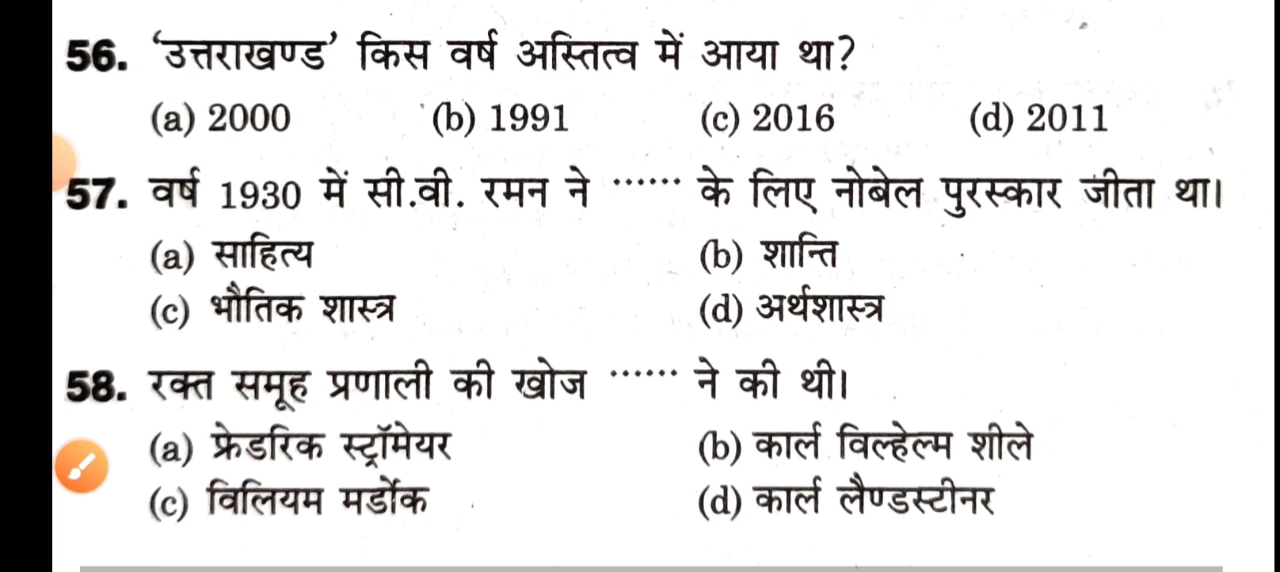 56. 'उत्तराखण्ड' किस वर्ष अस्तित्व में आया था?
(a) 2000 (b) 1991 (c) 2016 (d) 2011
57. वर्ष 1930 में सी.वी. रमन ने ...... के लिए नोबेल पुरस्कार जीता था।
(a) साहित्य (b) शान्ति
(c) भौतिक शास्त्र (d) अर्थशास्त्र
58. रक्त समूह प्रणाली की खोज ...... ने की थी।
(a) फ्रेडरिक स्ट्रॉमेयर (b) कार्ल विल्हेल्म शीले
(c) विलियम मर्डोक (d) कार्ल लैण्डस्टीनर